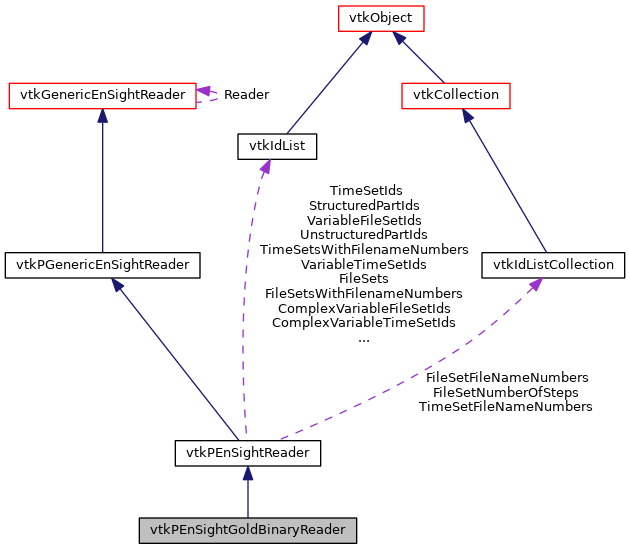 vtkObject
vtkGenericEnSightReader
Reader
vtkCollection
vtkIdList
TimeSetIds
StructuredPartIds
VariableFileSetIds
UnstructuredPartIds
TimeSetsWithFilenameNumbers
VariableTimeSetIds
FileSets
FileSetsWithFilenameNumbers
ComplexVariableFileSetIds
ComplexVariableTimeSetIds
...
vtkPGenericEnSightReader
vtkIdListCollection
FileSetFileNameNumbers
FileSetNumberOfSteps
TimeSetFileNameNumbers
vtkPEnSightReader
vtkPEnSightGoldBinaryReader